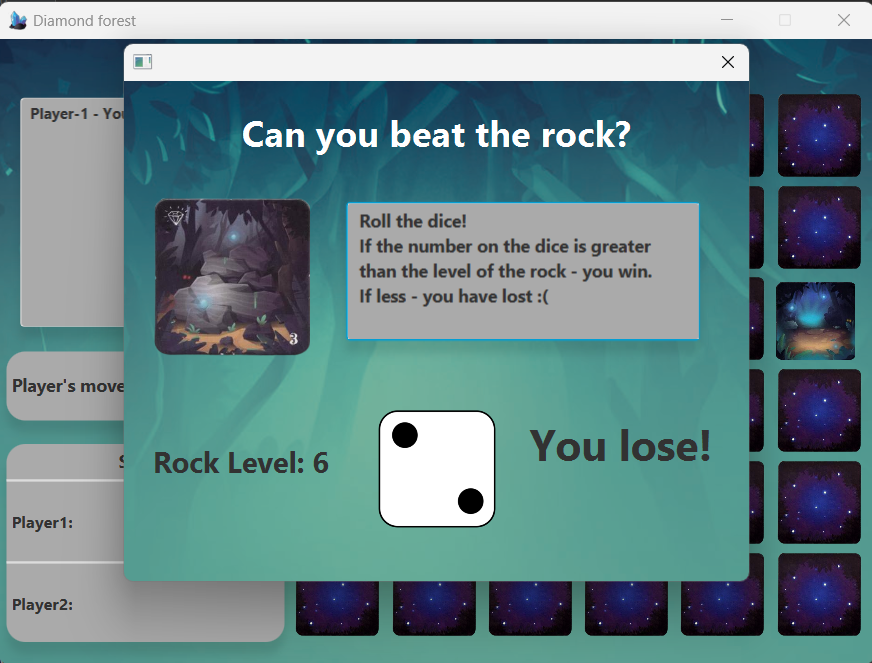 Diamond forest
Player-1 - You
Can you beat the rock?
Roll the dice!
If the number on the dice is greater
than the level of the rock - you win.
If less - you have lost :(
3
Player's move
Rock Level: 6
You lose!
Player1:
Player2: